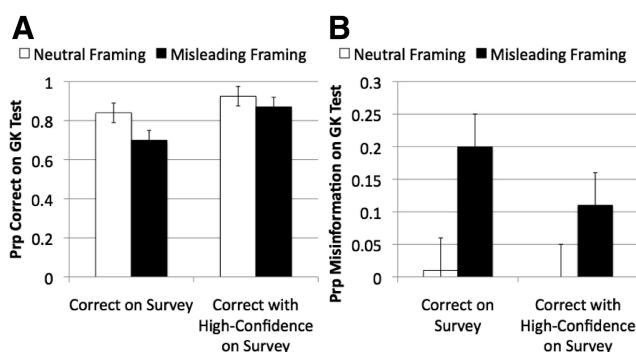 A
Neutral Framing Misleading Framing
Prp Correct on GK Test
1
0.8
0.6
0.4
0.2
0
Correct on Survey
Correct with
High-Confidence
on Survey
B
Neutral Framing Misleading Framing
Prp Misinformation on GK Test
0.3
0.25
0.2
0.15
0.1
0.05
0
Correct on
Survey
Correct with
High-Confidence
on Survey